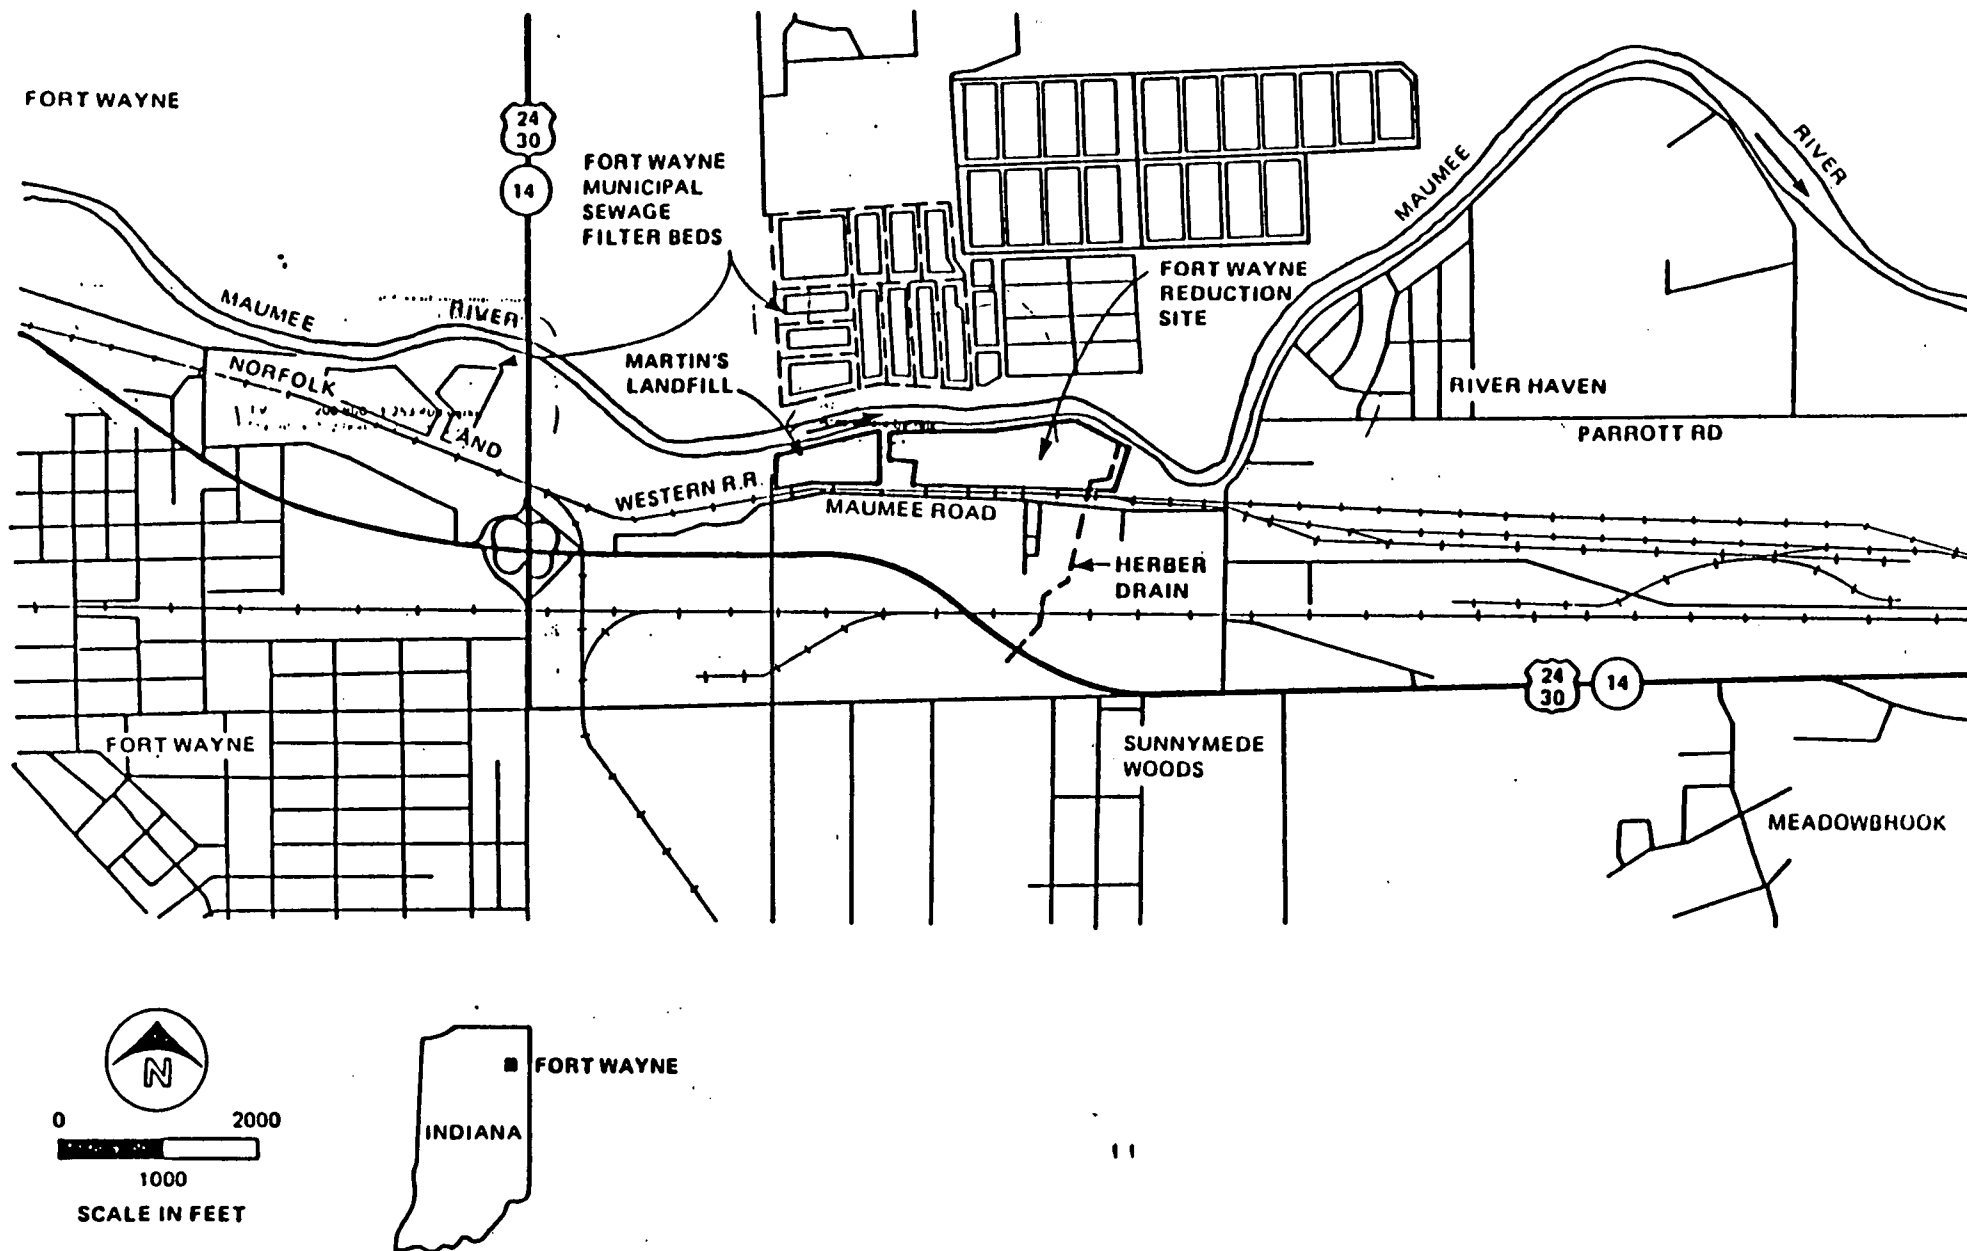 FORT WAYNE
24
30
14
FORT WAYNE
MUNICIPAL
SEWAGE
FILTER BEDS
MAUMEE
RIVER
MAUMEE
RIVER
FORT WAYNE
REDUCTION
SITE
MARTIN'S
LANDFILL
NORFOLK
LAND
WESTERN R.R.
MAUMEE ROAD
RIVER HAVEN
PARROTT RD
HERBER
DRAIN
24
30
14
FORT WAYNE
SUNNYMEDE
WOODS
MEADOWBROOK
N
0 2000
1000
SCALE IN FEET
FORT WAYNE
INDIANA
11